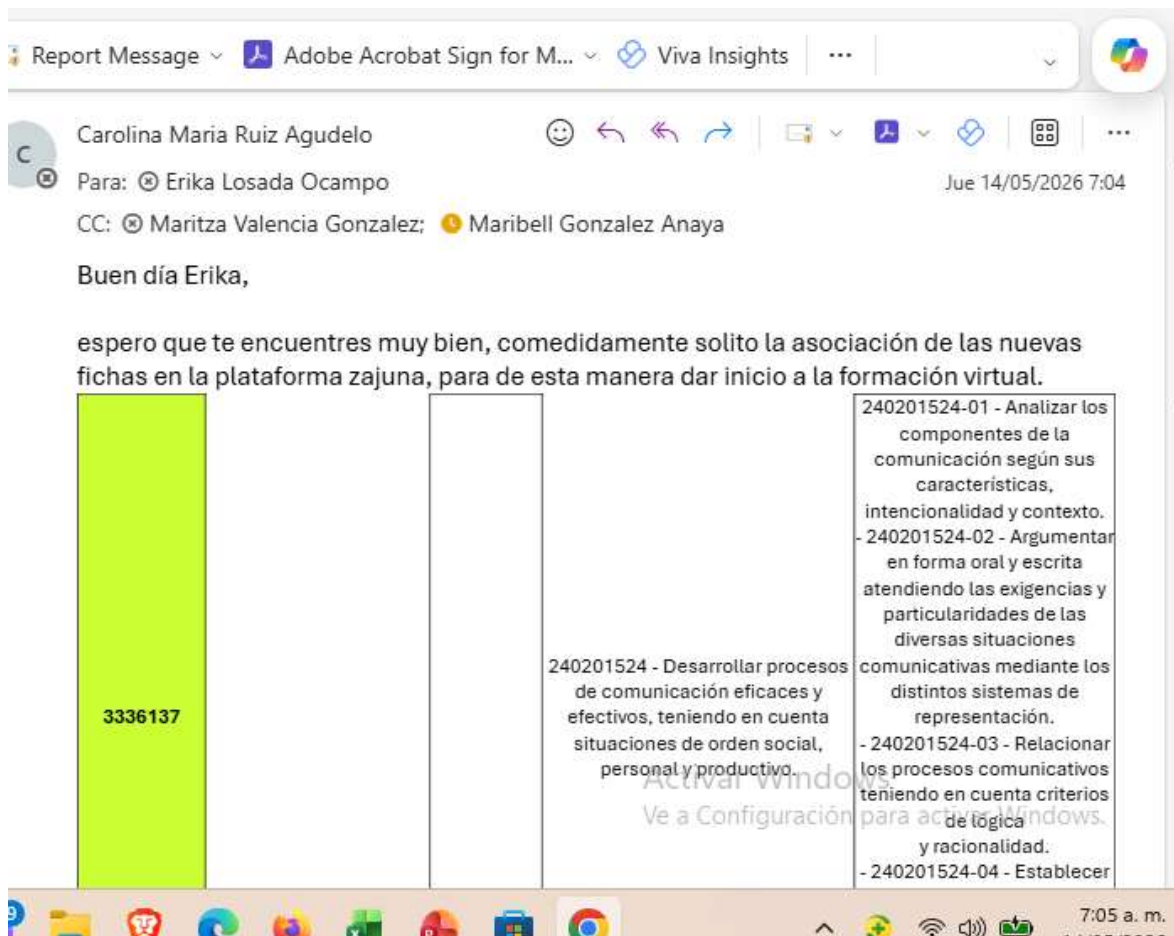 Report Message
Adobe Acrobat Sign for M...
Viva Insights
...
C
Carolina Maria Ruiz Agudelo
Para: Erika Losada Ocampo
Jue 14/05/2026 7:04
CC: Maritza Valencia Gonzalez; Maribell Gonzalez Anaya
Buen día Erika,
espero que te encuentres muy bien, comedidamente solito la asociación de las nuevas
fichas en la plataforma zajuna, para de esta manera dar inicio a la formación virtual.
3336137
240201524 - Desarrollar procesos
de comunicación eficaces y
efectivos, teniendo en cuenta
situaciones de orden social,
personal y productivo.
240201524-01 - Analizar los
componentes de la
comunicación según sus
características,
intencionalidad y contexto.
- 240201524-02 - Argumentar
en forma oral y escrita
atendiendo las exigencias y
particularidades de las
diversas situaciones
comunicativas mediante los
distintos sistemas de
representación.
- 240201524-03 - Relacionar
los procesos comunicativos
teniendo en cuenta criterios
de lógica
y racionalidad.
- 240201524-04 - Establecer
Activar Windows
Ve a Configuración para activar Windows.
7:05 a. m.